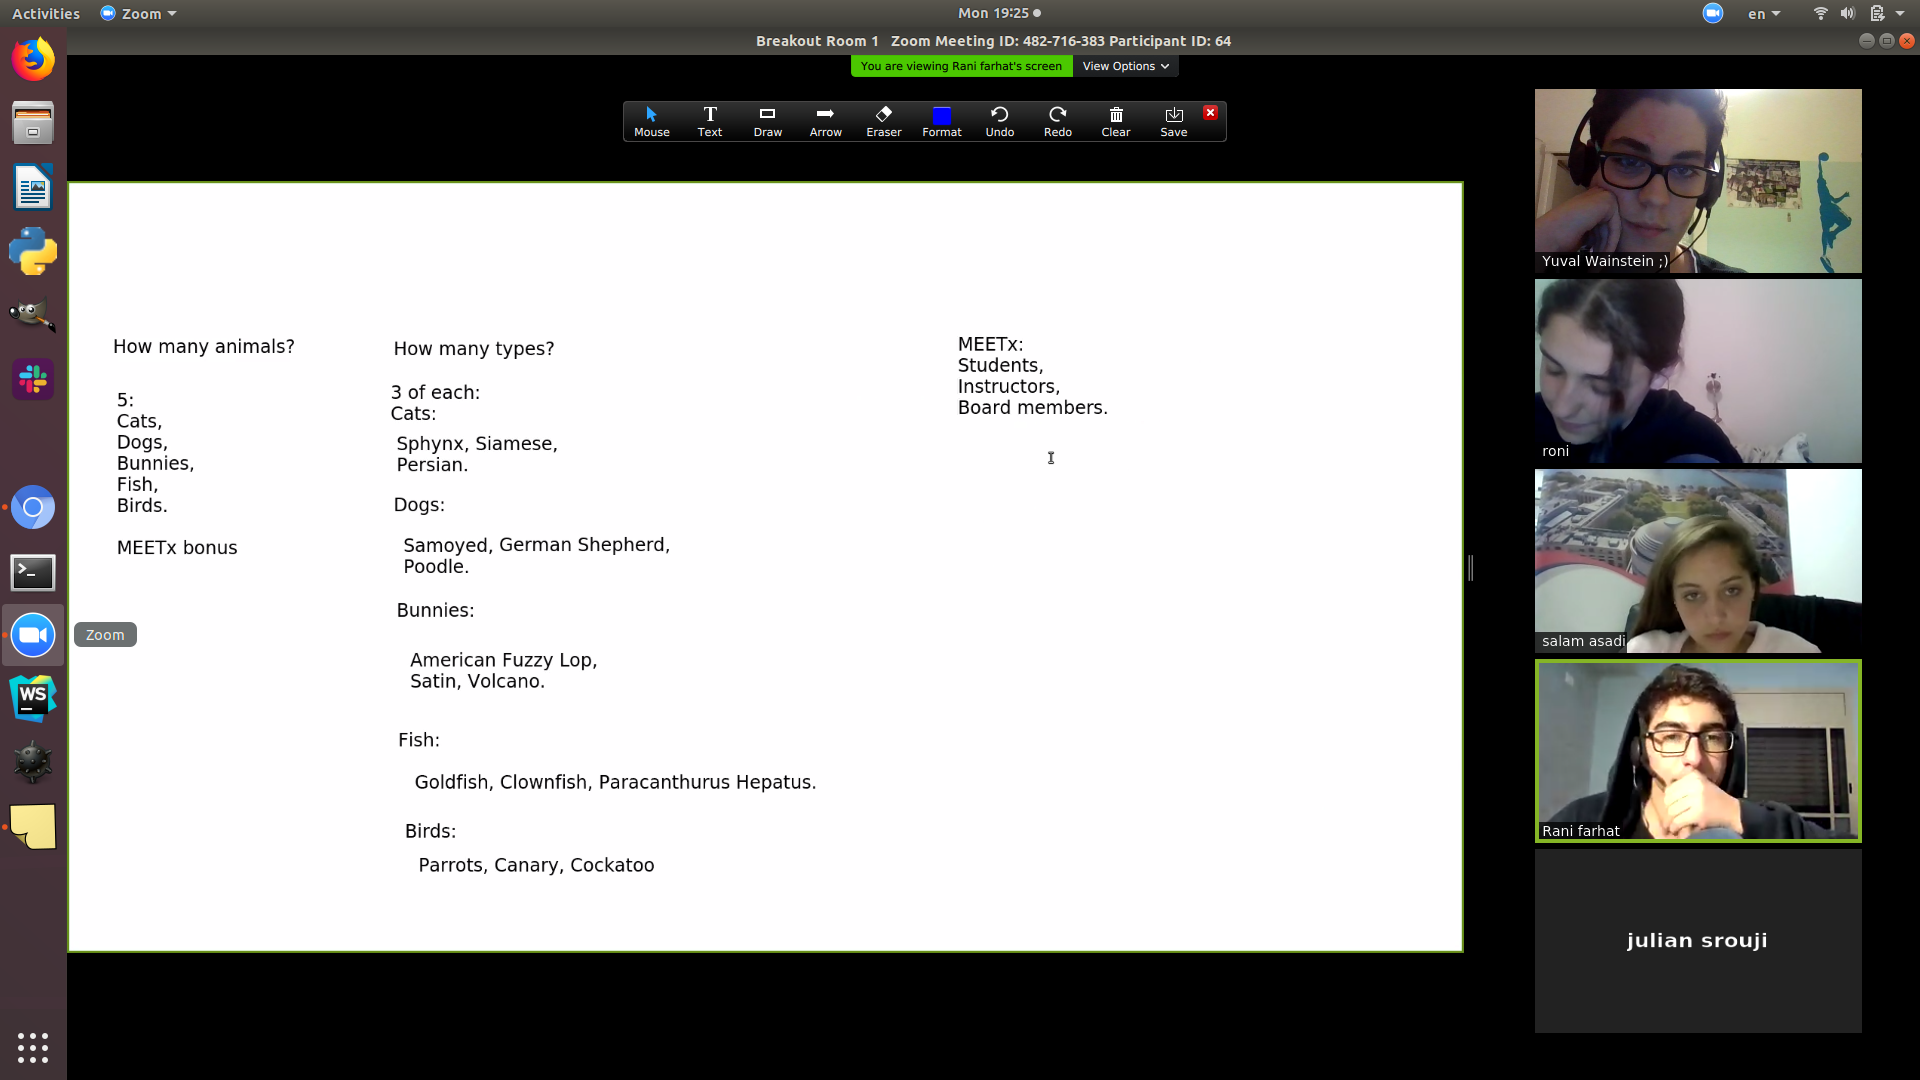 Activities
Zoom
Mon 19:25
en
Breakout Room 1 Zoom Meeting ID: 482-716-383 Participant ID: 64
You are viewing Rani farhat's screen
View Options
Mouse
Text
Draw
Arrow
Eraser
Format
Undo
Redo
Clear
Save
How many animals?
5:
Cats,
Dogs,
Bunnies,
Fish,
Birds.
MEETx bonus
How many types?
3 of each:
Cats:
Sphynx, Siamese,
Persian.
Dogs:
Samoyed, German Shepherd,
Poodle.
Bunnies:
American Fuzzy Lop,
Satin, Volcano.
Fish:
Goldfish, Clownfish, Paracanthurus Hepatus.
Birds:
Parrots, Canary, Cockatoo
MEETx:
Students,
Instructors,
Board members.
Zoom
WS
Yuval Wainstein ;)
roni
salam asadi
Rani farhat
julian srouji